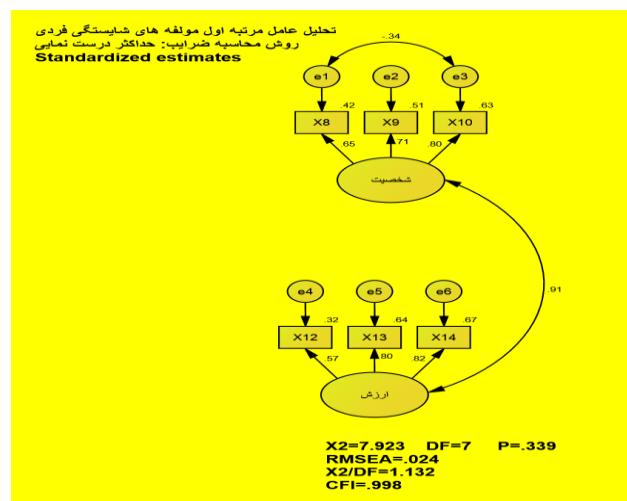 تحلیل عامل مرتبه اول مولفه های شایستگی فردی
روش محاسبه ضرایب: حداکثر درست نمایی
Standardized estimates
-.34
e1 e2 e3
.42 .51 .63
X8 X9 X10
.65 .71 .80
شخصیت
.91
e4 e5 e6
.32 .64 .67
X12 X13 X14
.57 .80 .82
ارزش
X2=7.923 DF=7 P=.339
RMSEA=.024
X2/DF=1.132
CFI=.998